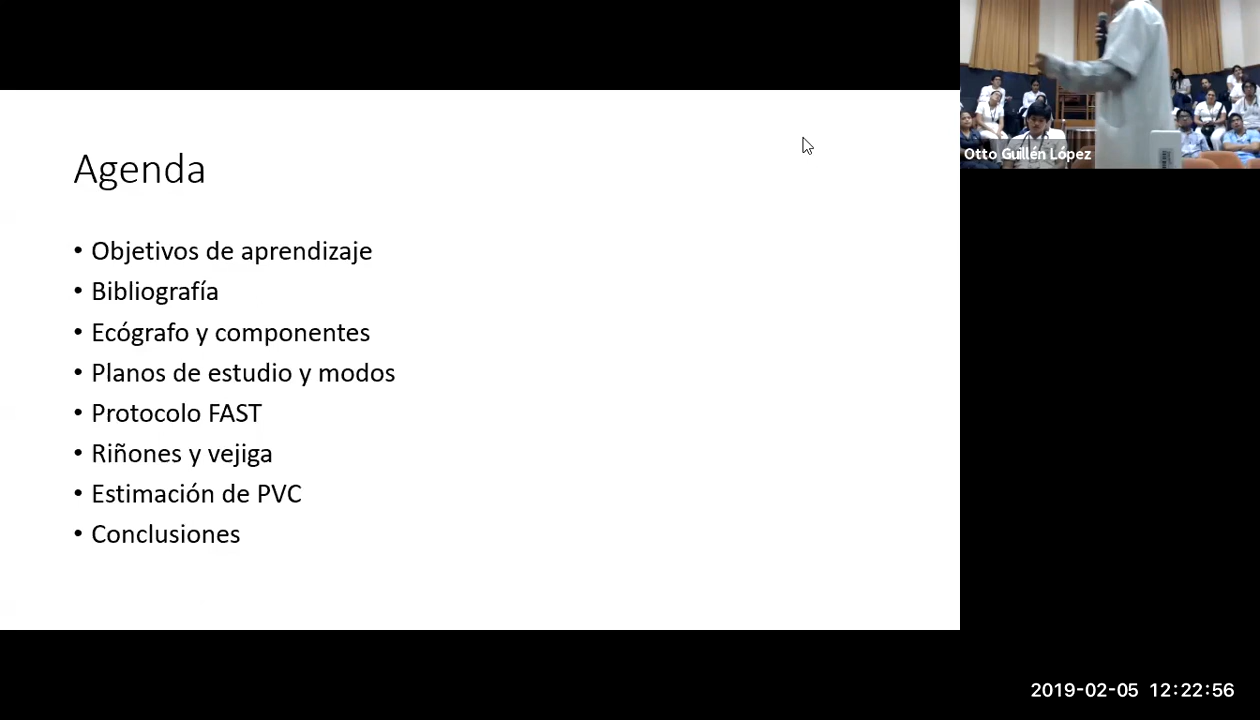 Agenda
• Objetivos de aprendizaje
• Bibliografía
• Ecógrafo y componentes
• Planos de estudio y modos
• Protocolo FAST
• Riñones y vejiga
• Estimación de PVC
• Conclusiones
Otto Guillén López
2019-02-05 12:22:56